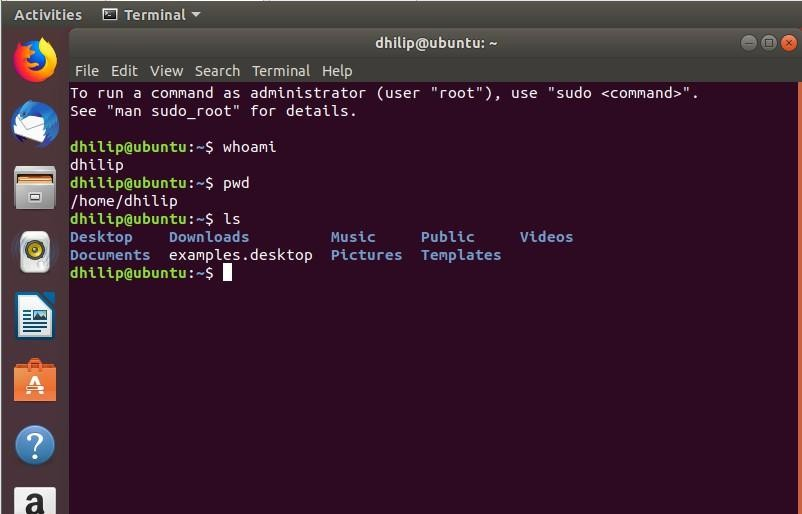 Activities Terminal
dhilip@ubuntu: ~
File Edit View Search Terminal Help
To run a command as administrator (user "root"), use "sudo <command>".
See "man sudo_root" for details.
dhilip@ubuntu:~$ whoami
dhilip
dhilip@ubuntu:~$ pwd
/home/dhilip
dhilip@ubuntu:~$ ls
Desktop Downloads Music Public Videos
Documents examples.desktop Pictures Templates
dhilip@ubuntu:~$
?
a